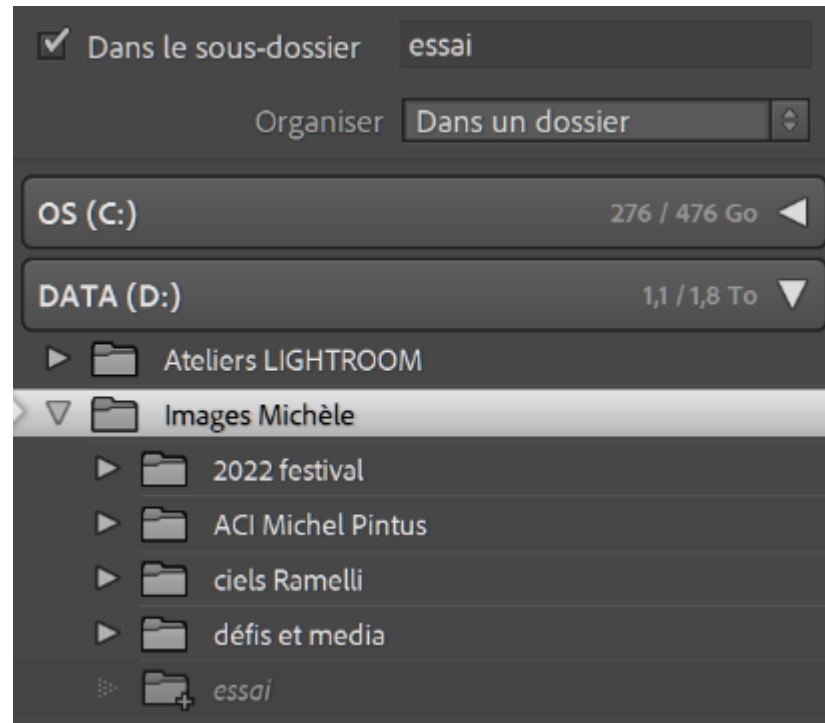 Dans le sous-dossier essai
Organiser Dans un dossier
OS (C:) 276 / 476 Go
DATA (D:) 1,1 / 1,8 To
Ateliers LIGHTROOM
Images Michèle
2022 festival
ACI Michel Pintus
ciels Ramelli
défis et media
essai